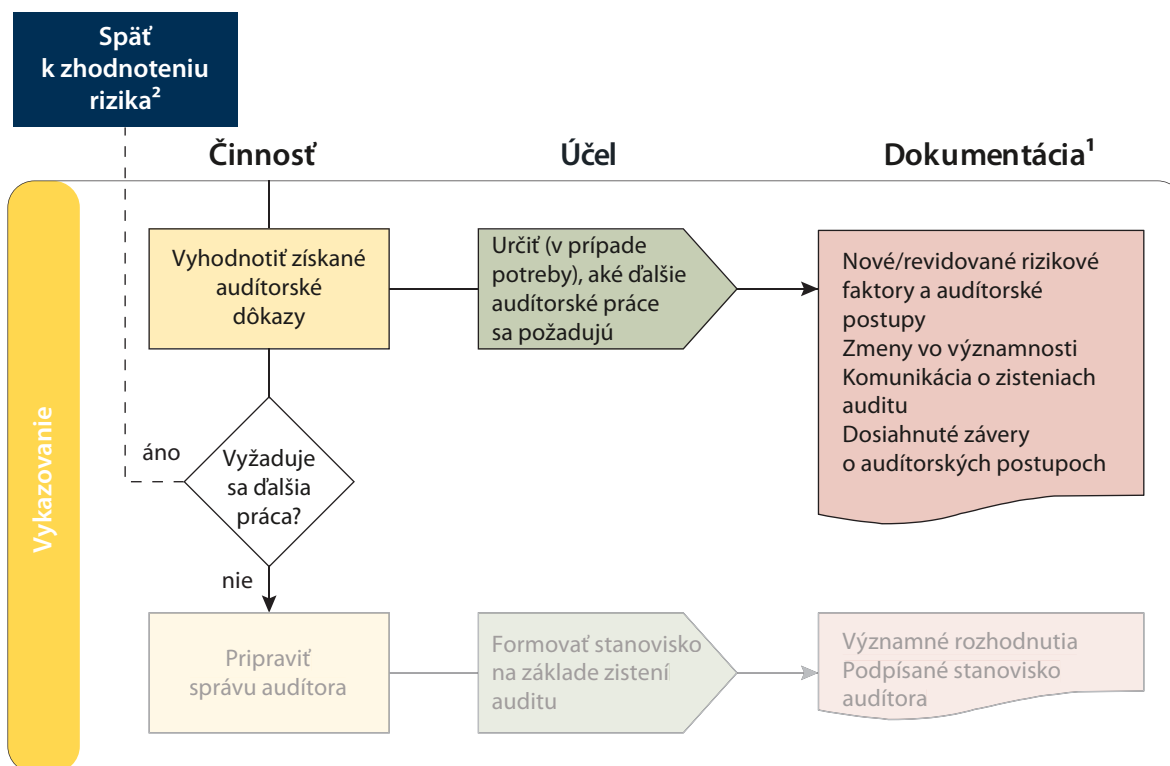 Späť
k zhodnoteniu
rizika²
Činnosť
Účel
Dokumentácia¹
Vykazovanie
Vyhodnotiť získané
audítorské
dôkazy
Určiť (v prípade
potreby), aké ďalšie
audítorské práce
sa požadujú
Nové/revidované rizikové
faktory a audítorské
postupy
Zmeny vo významnosti
Komunikácia o zisteniach
auditu
Dosiahnuté závery
o audítorských postupoch
áno
Vyžaduje
sa ďalšia
práca?
nie
Pripraviť
správu audítora
Formovať stanovisko
na základe zistení
auditu
Významné rozhodnutia
Podpísané stanovisko
audítora